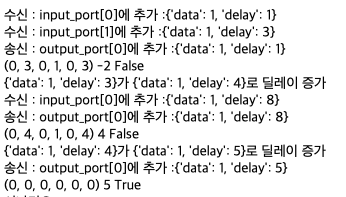 수신 : input_port[0]에 추가 :{'data': 1, 'delay': 1}
수신 : input_port[1]에 추가 :{'data': 1, 'delay': 3}
송신 : output_port[0]에 추가 :{'data': 1, 'delay': 1}
(0, 3, 0, 1, 0, 3) -2 False
{'data': 1, 'delay': 3}가 {'data': 1, 'delay': 4}로 딜레이 증가
수신 : input_port[0]에 추가 :{'data': 1, 'delay': 8}
송신 : output_port[0]에 추가 :{'data': 1, 'delay': 8}
(0, 4, 0, 1, 0, 4) 4 False
{'data': 1, 'delay': 4}가 {'data': 1, 'delay': 5}로 딜레이 증가
송신 : output_port[0]에 추가 :{'data': 1, 'delay': 5}
(0, 0, 0, 0, 0, 0) 5 True